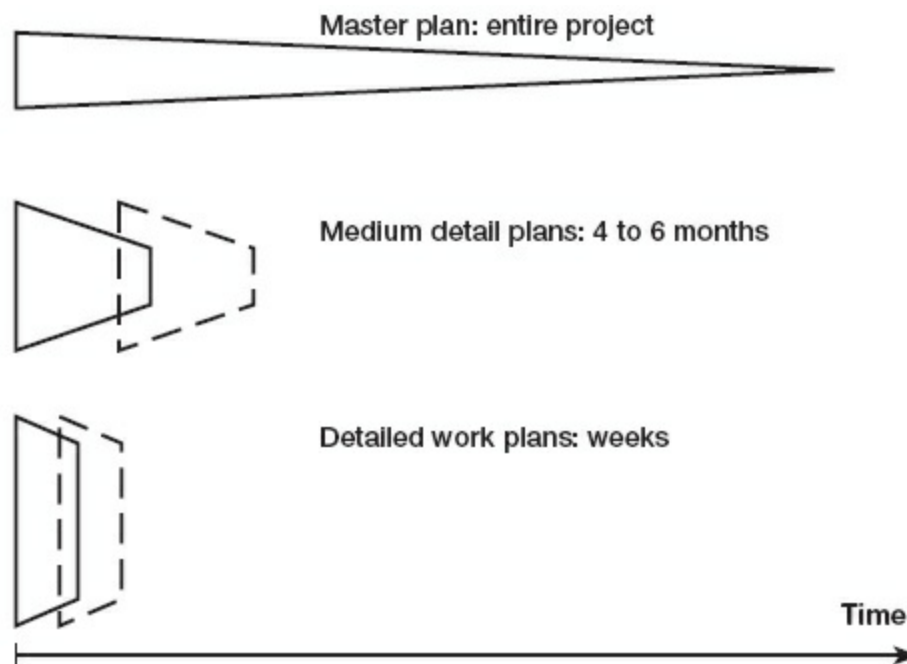 Master plan: entire project
Medium detail plans: 4 to 6 months
Detailed work plans: weeks
Time